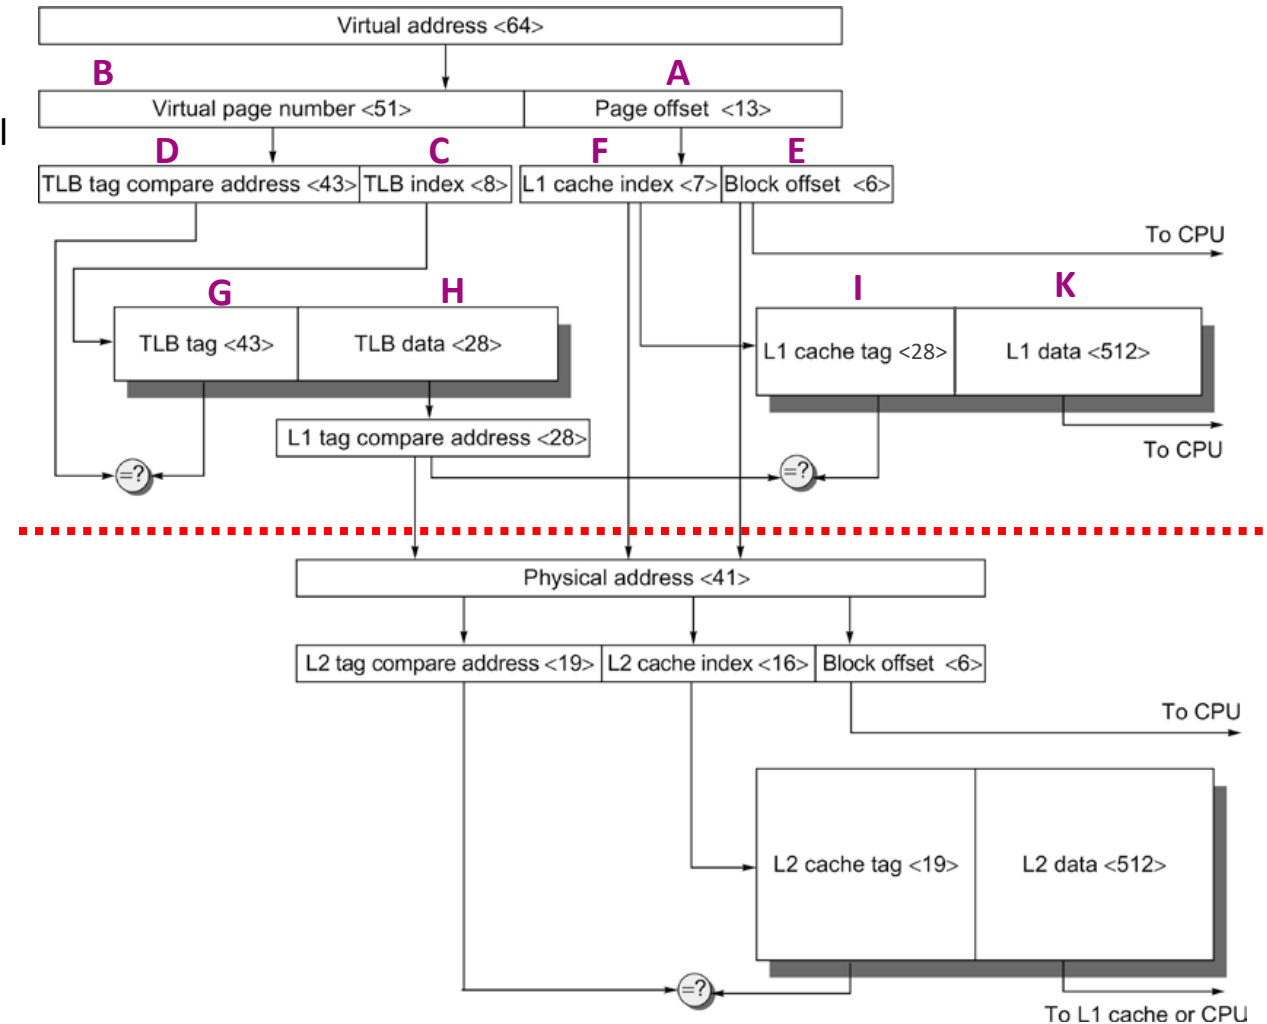 Virtual address <64>
B
A
Virtual page number <51>
Page offset <13>
l
D
C
F
E
TLB tag compare address <43>
TLB index <8>
L1 cache index <7>
Block offset <6>
To CPU
G
H
I
K
TLB tag <43>
TLB data <28>
L1 cache tag <28>
L1 data <512>
L1 tag compare address <28>
To CPU
=?
=?
Physical address <41>
L2 tag compare address <19>
L2 cache index <16>
Block offset <6>
To CPU
L2 cache tag <19>
L2 data <512>
=?
To L1 cache or CPU